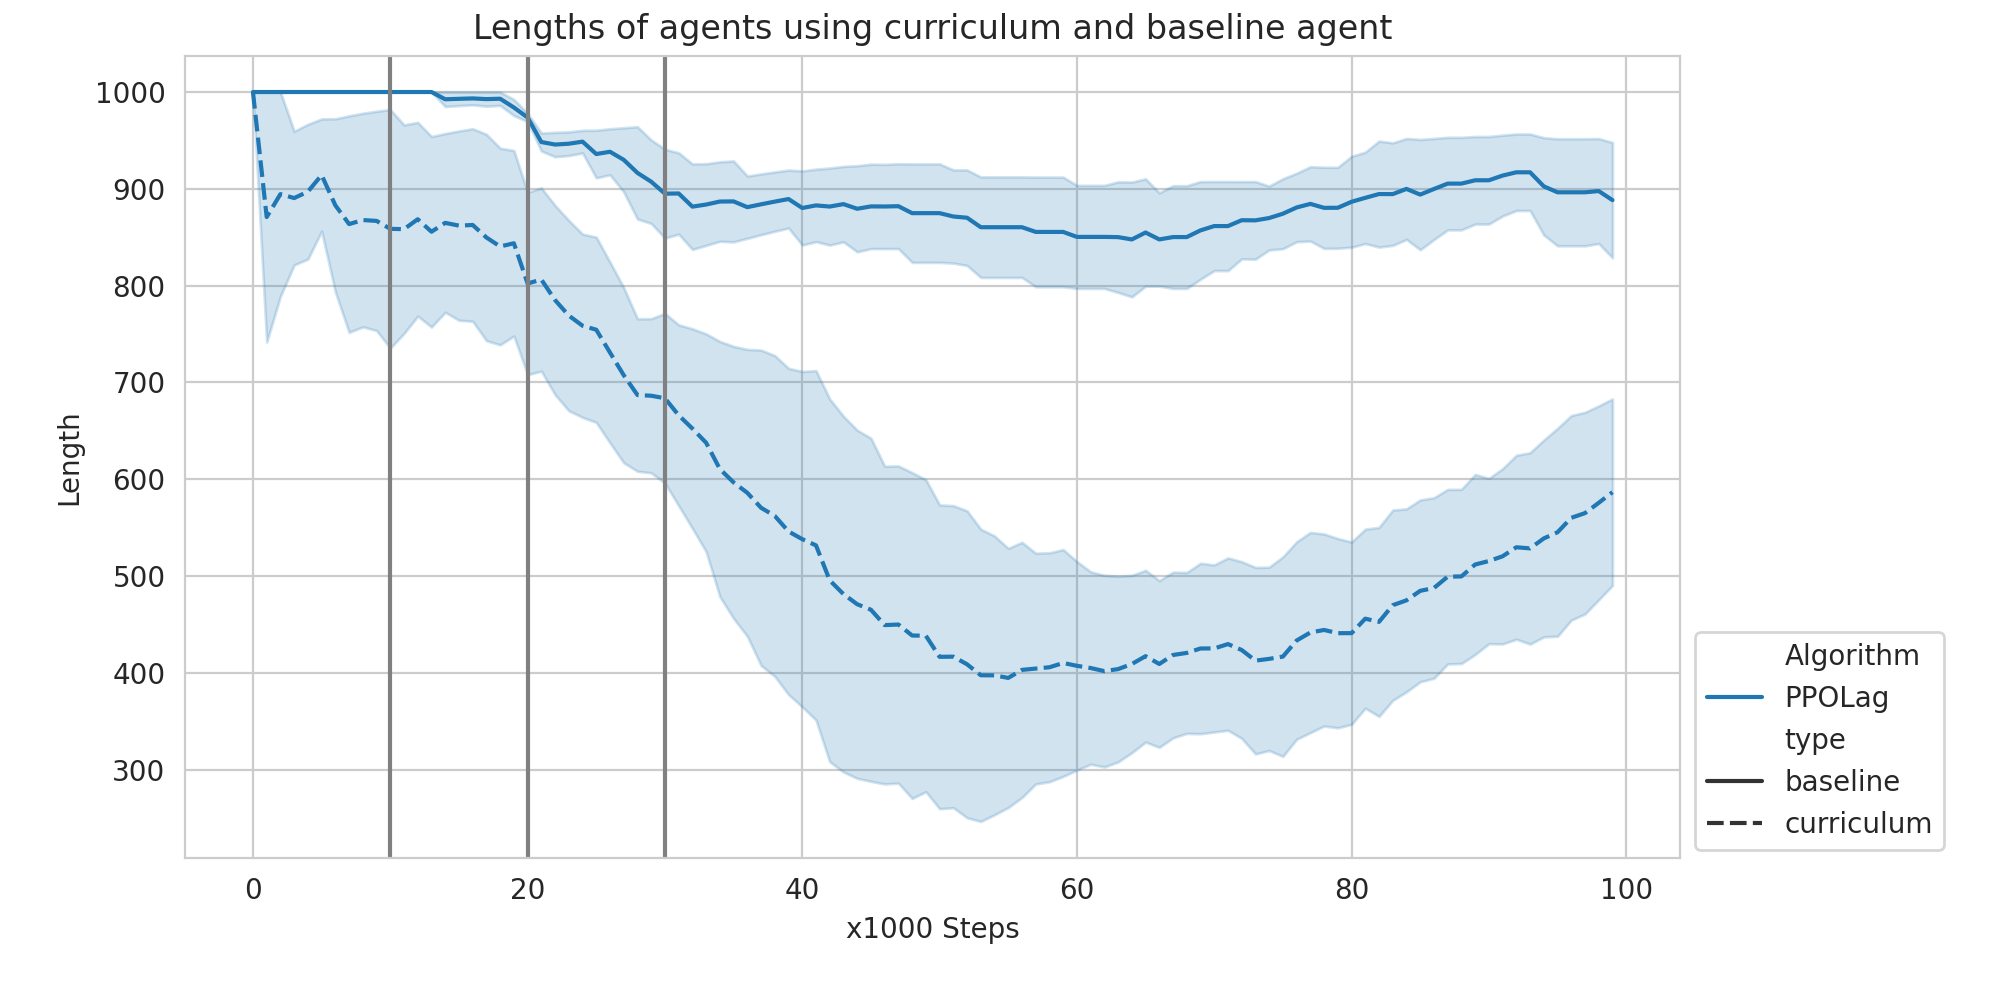 Lengths of agents using curriculum and baseline agent
1000
900
800
700
600
500
400
300
Length
0 20 40 60 80 100
x1000 Steps
Algorithm
PPOLag
type
baseline
curriculum